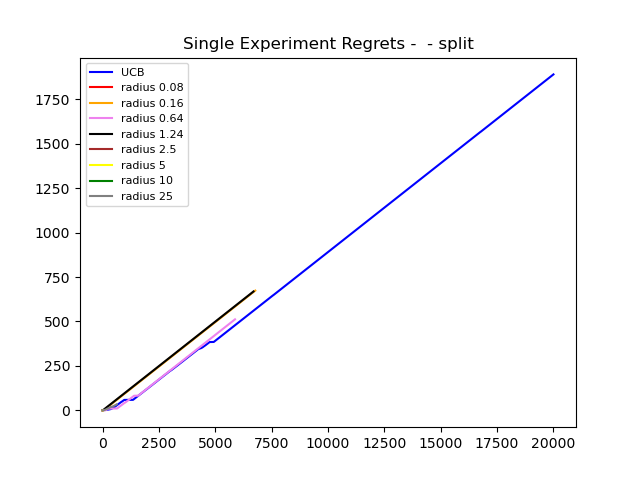 Single Experiment Regrets -  - split
UCB
radius 0.08
radius 0.16
radius 0.64
radius 1.24
radius 2.5
radius 5
radius 10
radius 25
1750
1500
1250
1000
750
500
250
0
0 2500 5000 7500 10000 12500 15000 17500 20000